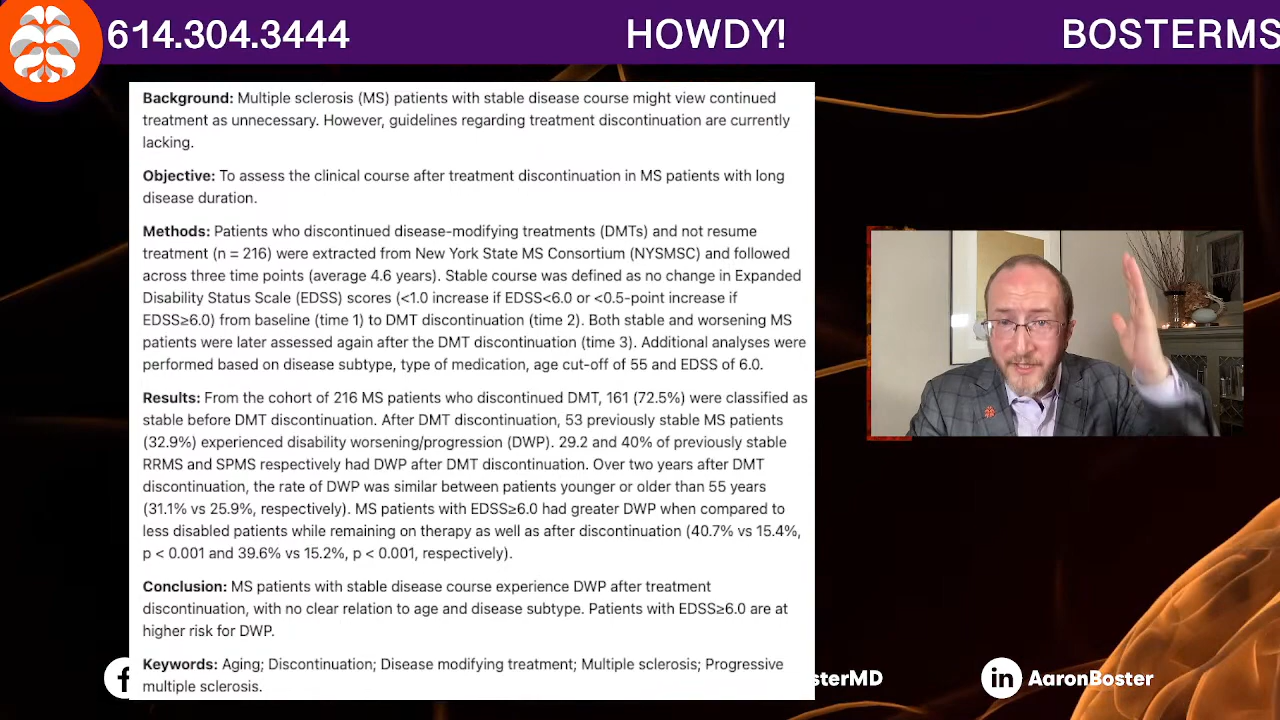 614.304.3444
HOWDY!
BOSTERMS
Background: Multiple sclerosis (MS) patients with stable disease course might view continued
treatment as unnecessary. However, guidelines regarding treatment discontinuation are currently
lacking.
Objective: To assess the clinical course after treatment discontinuation in MS patients with long
disease duration.
Methods: Patients who discontinued disease-modifying treatments (DMTs) and not resume
treatment (n = 216) were extracted from New York State MS Consortium (NYSMSC) and followed
across three time points (average 4.6 years). Stable course was defined as no change in Expanded
Disability Status Scale (EDSS) scores (<1.0 increase if EDSS<6.0 or <0.5-point increase if
EDSS≥6.0) from baseline (time 1) to DMT discontinuation (time 2). Both stable and worsening MS
patients were later assessed again after the DMT discontinuation (time 3). Additional analyses were
performed based on disease subtype, type of medication, age cut-off of 55 and EDSS of 6.0.
Results: From the cohort of 216 MS patients who discontinued DMT, 161 (72.5%) were classified as
stable before DMT discontinuation. After DMT discontinuation, 53 previously stable MS patients
(32.9%) experienced disability worsening/progression (DWP). 29.2 and 40% of previously stable
RRMS and SPMS respectively had DWP after DMT discontinuation. Over two years after DMT
discontinuation, the rate of DWP was similar between patients younger or older than 55 years
(31.1% vs 25.9%, respectively). MS patients with EDSS≥6.0 had greater DWP when compared to
less disabled patients while remaining on therapy as well as after discontinuation (40.7% vs 15.4%,
p < 0.001 and 39.6% vs 15.2%, p < 0.001, respectively).
Conclusion: MS patients with stable disease course experience DWP after treatment
discontinuation, with no clear relation to age and disease subtype. Patients with EDSS≥6.0 are at
higher risk for DWP.
Keywords: Aging; Discontinuation; Disease modifying treatment; Multiple sclerosis; Progressive
multiple sclerosis.
sterMD
in AaronBoster